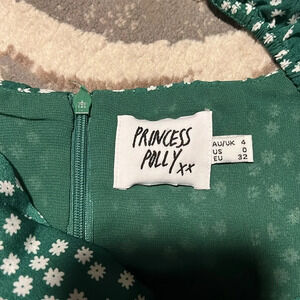 PRINCESS
POLLY
XX
AU/UK 4
US 0
EU 32